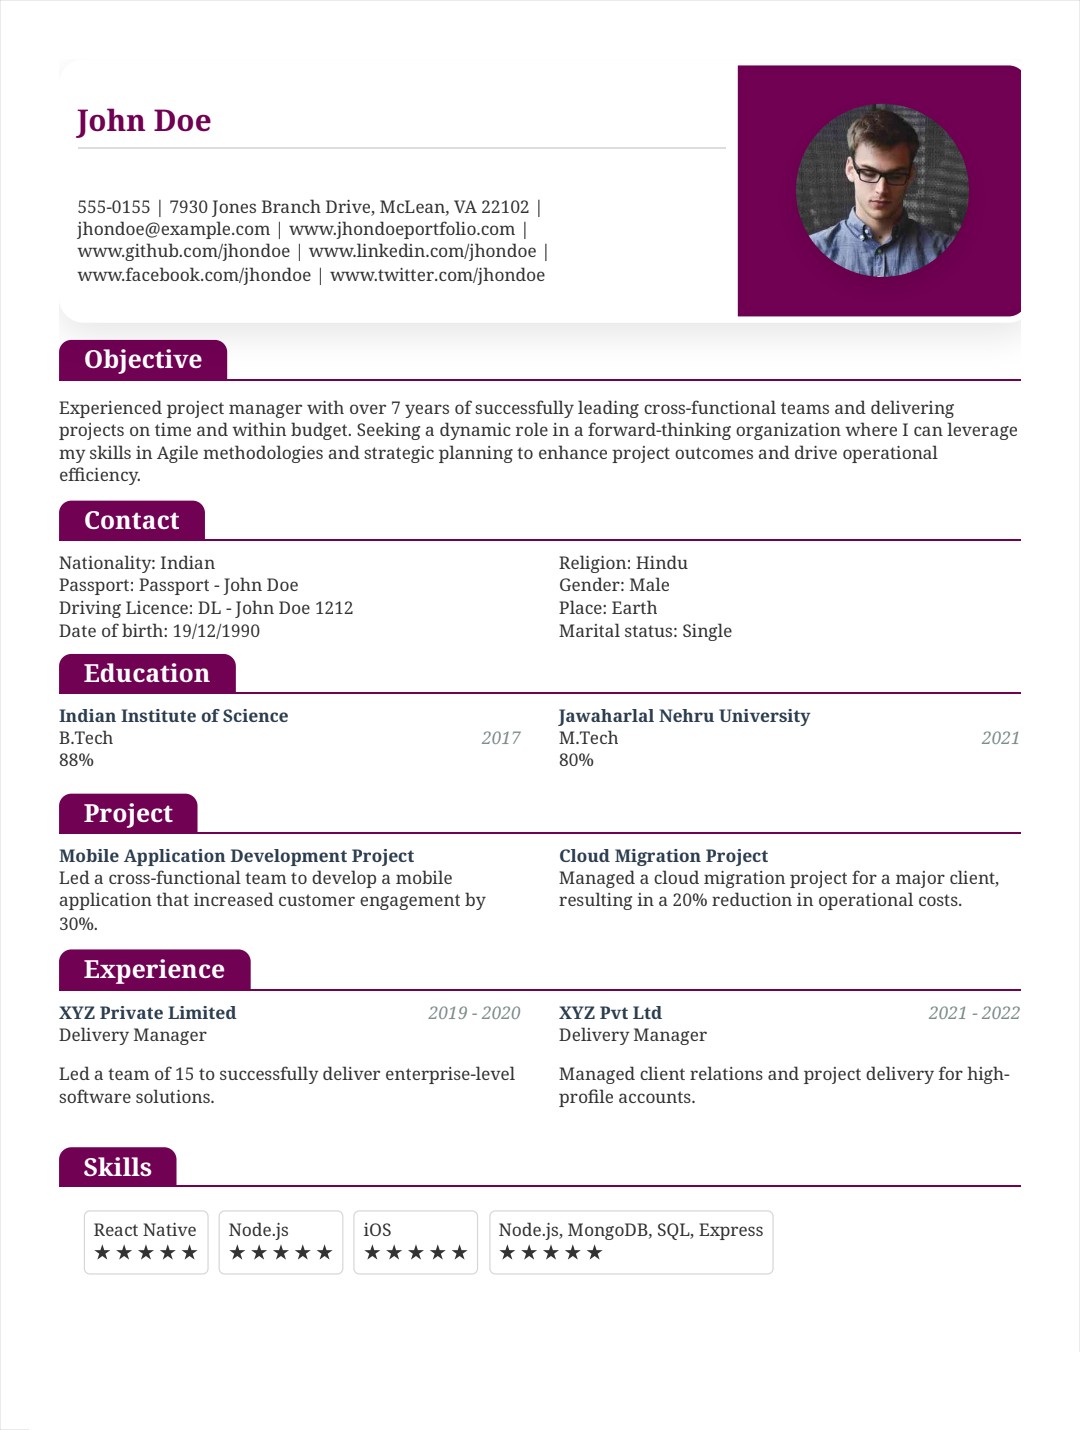 John Doe
555-0155 | 7930 Jones Branch Drive, McLean, VA 22102 |
jhondoe@example.com | www.jhondoeportfolio.com |
www.github.com/jhondoe | www.linkedin.com/jhondoe |
www.facebook.com/jhondoe | www.twitter.com/jhondoe
Objective
Experienced project manager with over 7 years of successfully leading cross-functional teams and delivering
projects on time and within budget. Seeking a dynamic role in a forward-thinking organization where I can leverage
my skills in Agile methodologies and strategic planning to enhance project outcomes and drive operational
efficiency.
Contact
Nationality: Indian
Passport: Passport - John Doe
Driving Licence: DL - John Doe 1212
Date of birth: 19/12/1990
Religion: Hindu
Gender: Male
Place: Earth
Marital status: Single
Education
Indian Institute of Science
B.Tech 2017
88%
Jawaharlal Nehru University
M.Tech 2021
80%
Project
Mobile Application Development Project
Led a cross-functional team to develop a mobile
application that increased customer engagement by
30%.
Cloud Migration Project
Managed a cloud migration project for a major client,
resulting in a 20% reduction in operational costs.
Experience
XYZ Private Limited 2019 - 2020
Delivery Manager
Led a team of 15 to successfully deliver enterprise-level
software solutions.
XYZ Pvt Ltd 2021 - 2022
Delivery Manager
Managed client relations and project delivery for high-
profile accounts.
Skills
React Native
★★★★★
Node.js
★★★★★
iOS
★★★★★
Node.js, MongoDB, SQL, Express
★★★★★